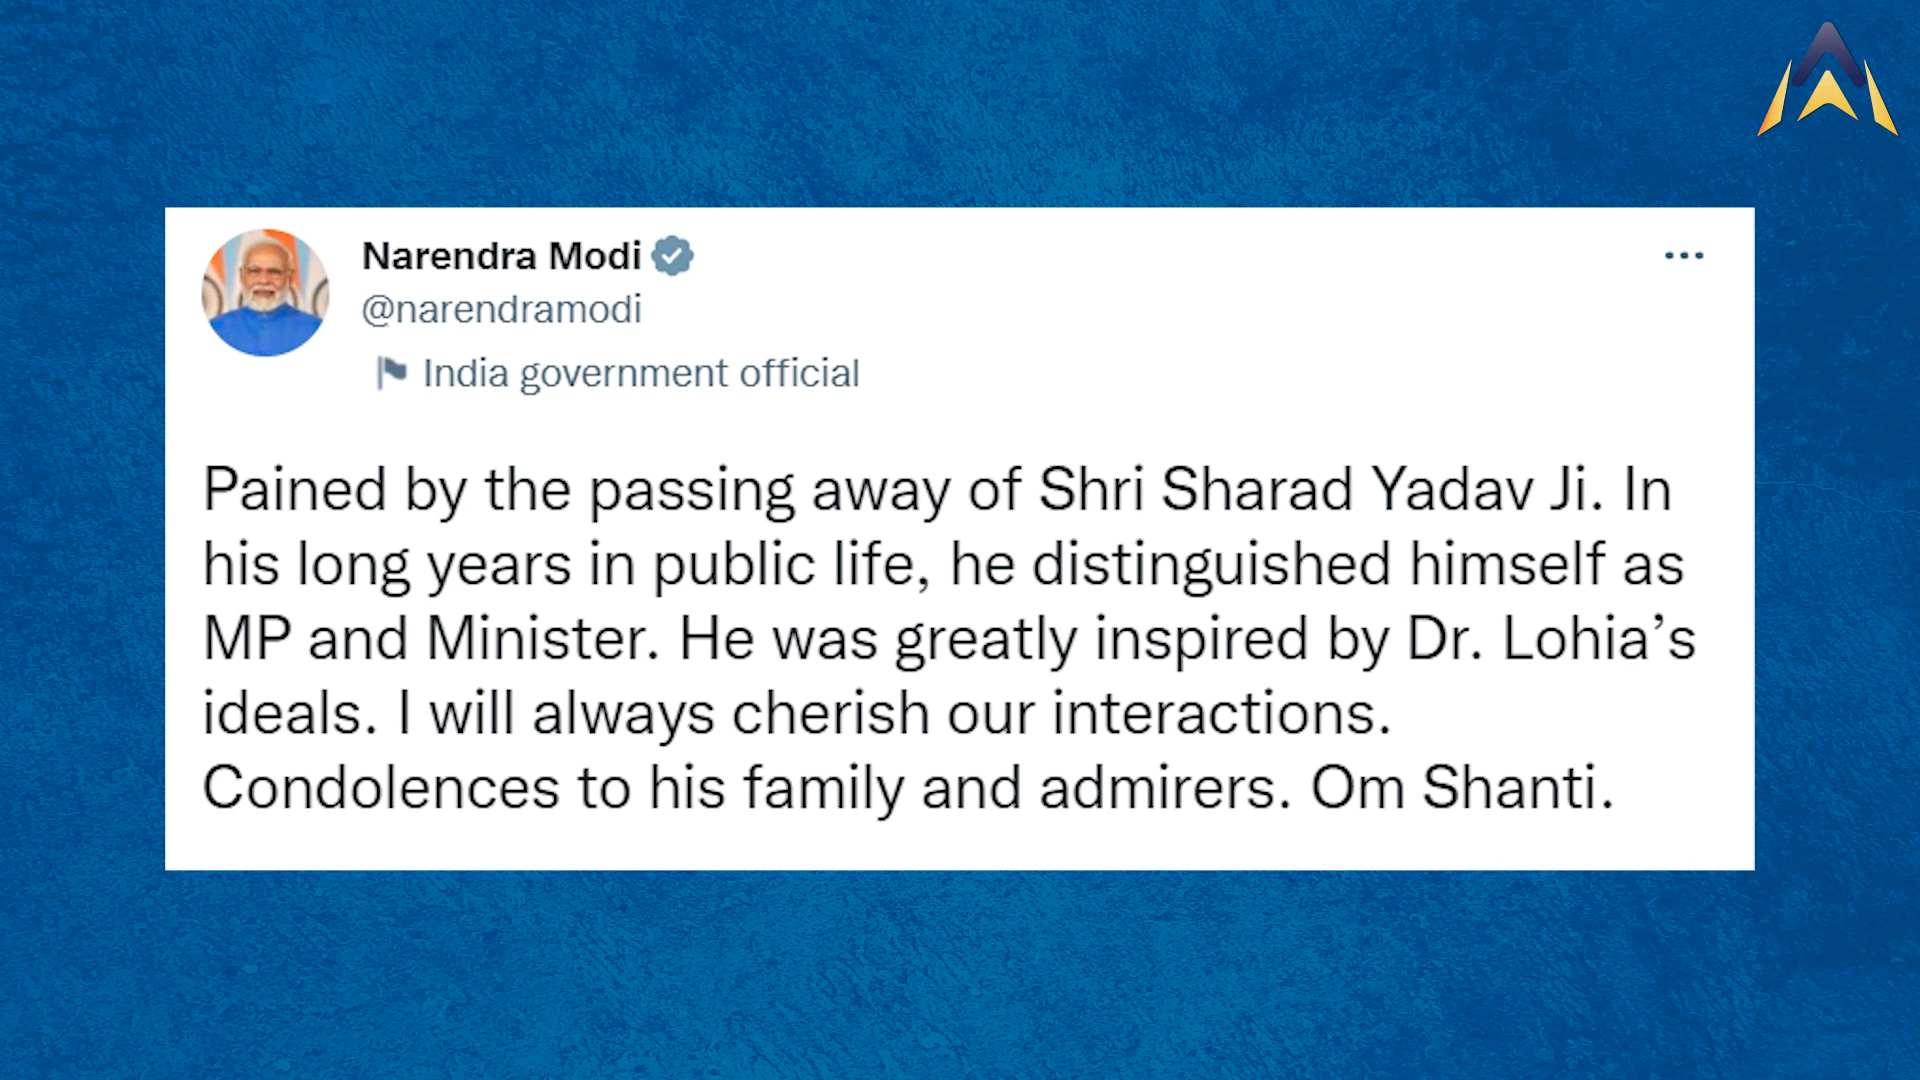 Narendra Modi
@narendramodi
India government official
Pained by the passing away of Shri Sharad Yadav Ji. In
his long years in public life, he distinguished himself as
MP and Minister. He was greatly inspired by Dr. Lohia’s
ideals. I will always cherish our interactions.
Condolences to his family and admirers. Om Shanti.